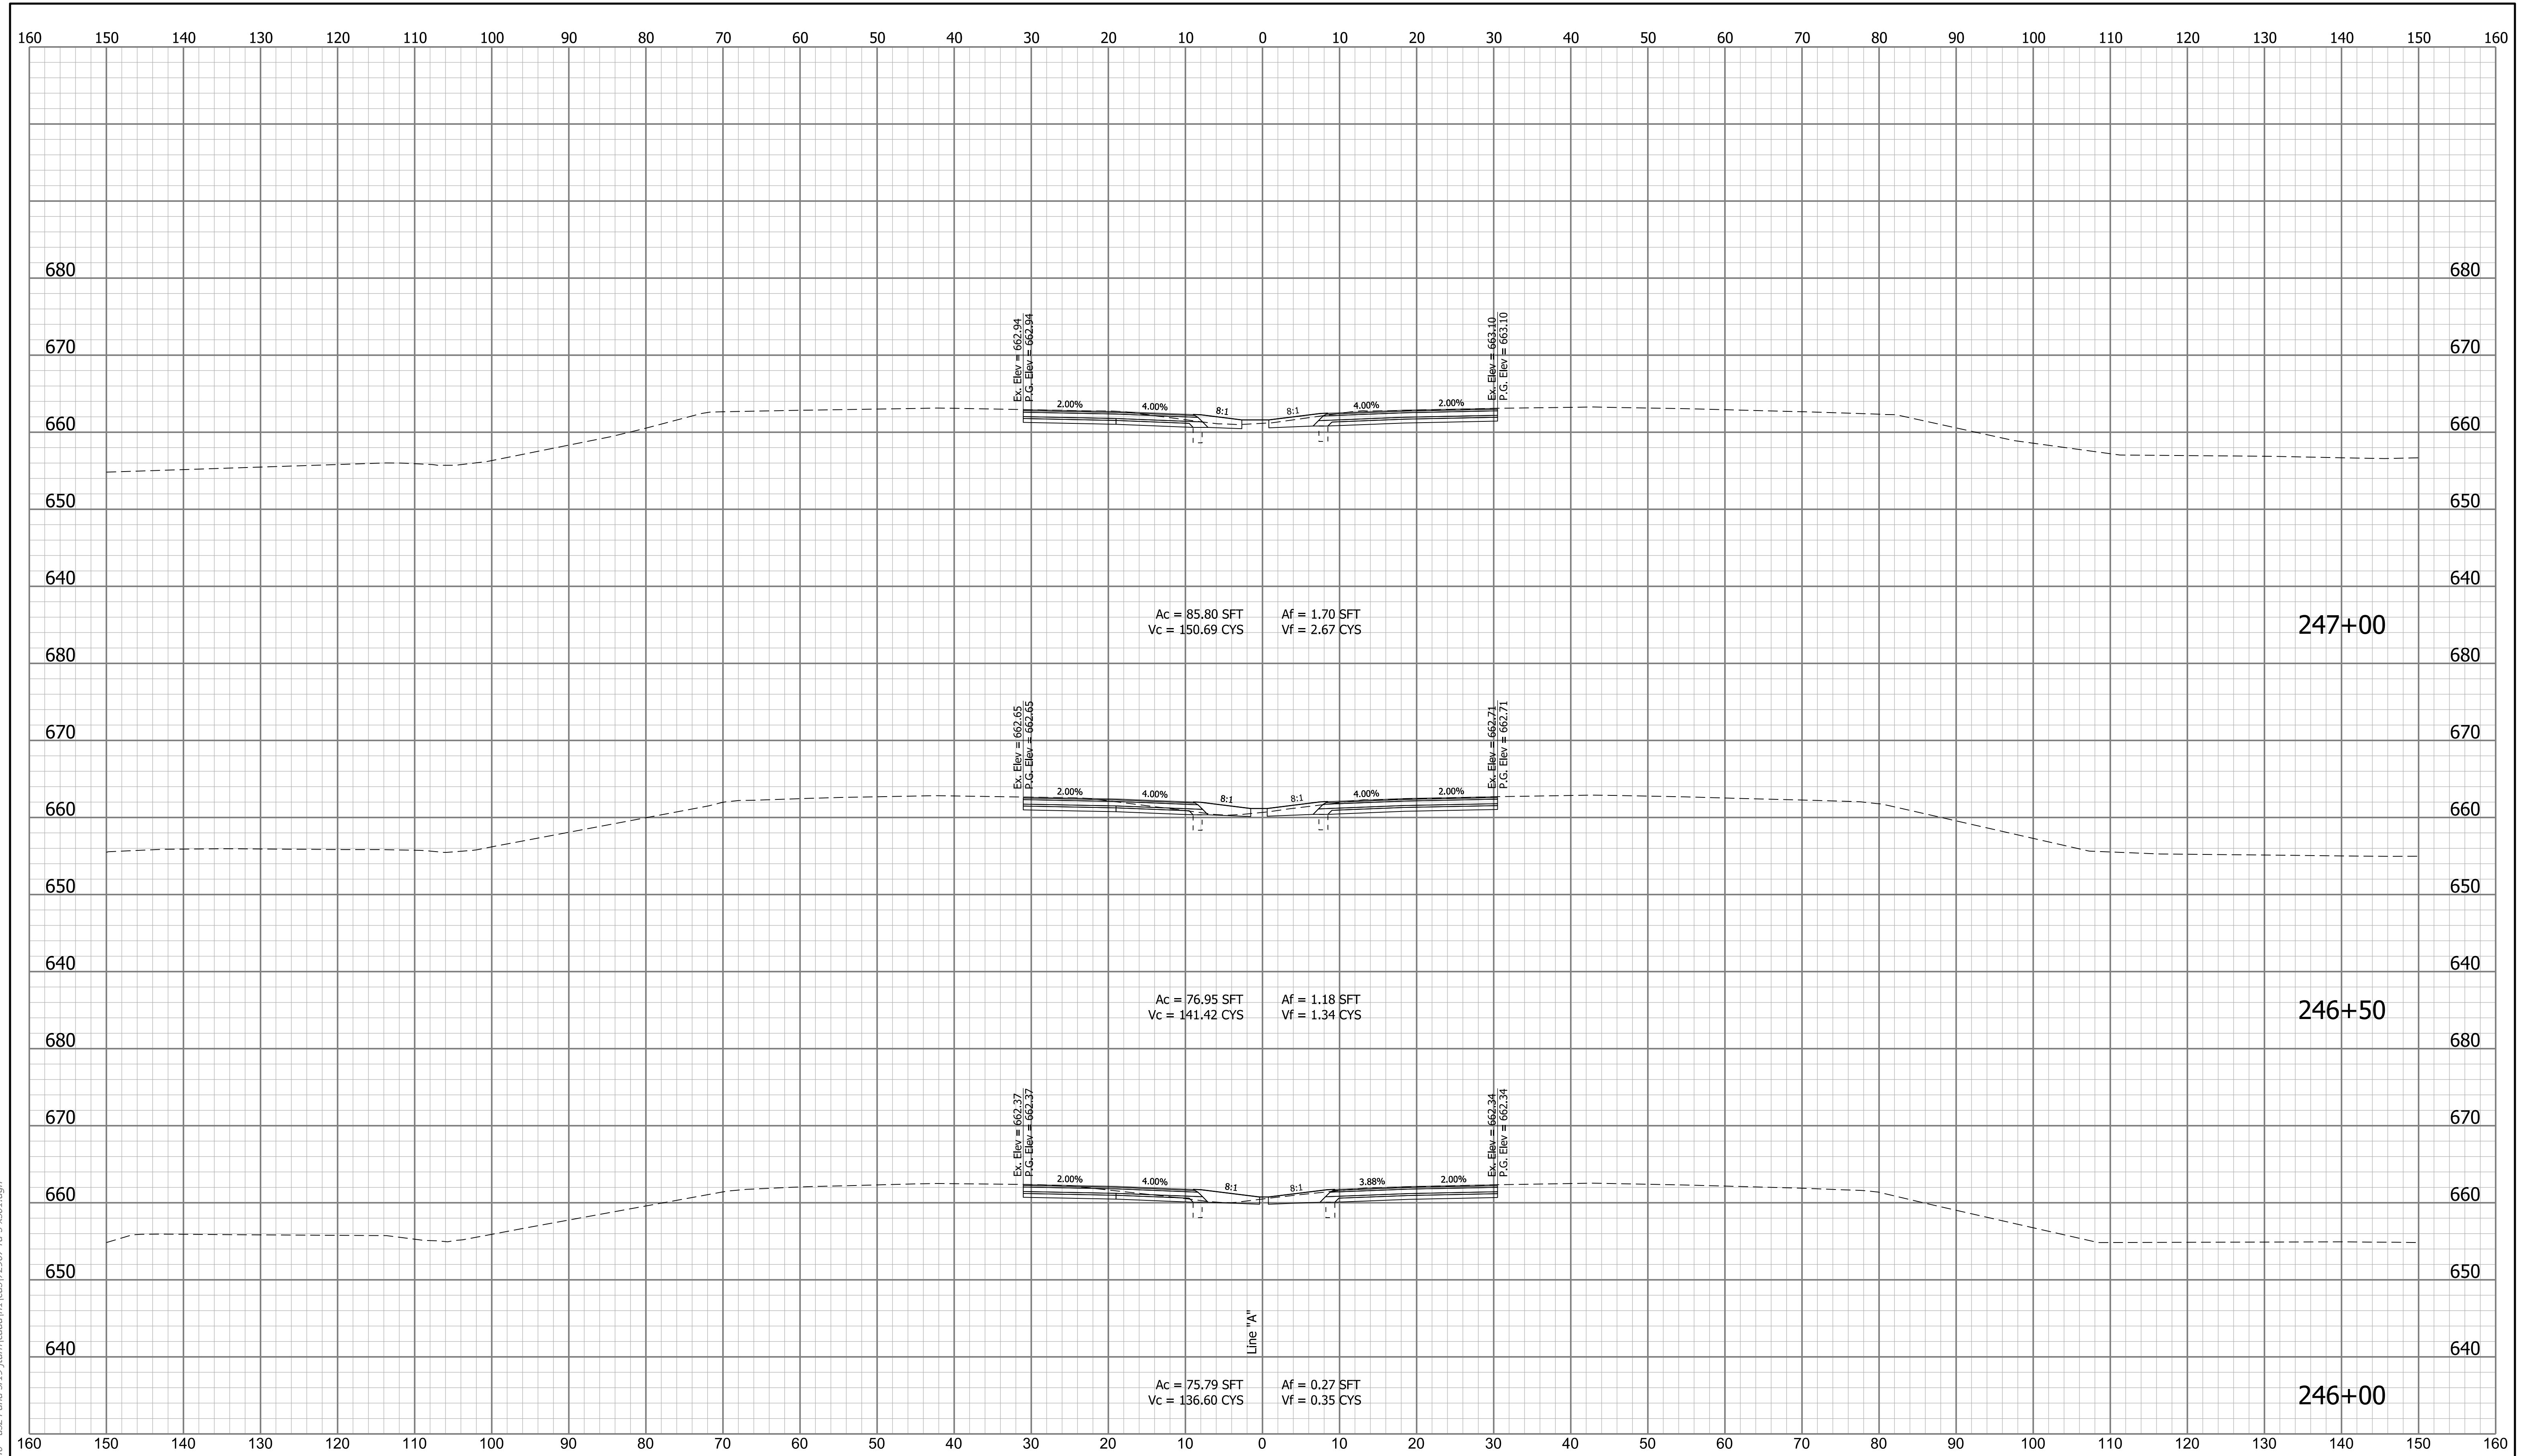 160 150 140 130 120 110 100 90 80 70 60 50 40 30 20 10 0 10 20 30 40 50 60 70 80 90 100 110 120 130 140 150 160
680 680
Ex. Elev = 662.94
P.G. Elev = 662.94
Ex. Elev = 663.10
P.G. Elev = 663.10
670 670
2.00% 4.00% 8:1 8:1 4.00% 2.00%
660 660
650 650
640 640
Ac = 85.80 SFT Af = 1.70 SFT
Vc = 150.69 CYS Vf = 2.67 CYS
247+00
680 680
Ex. Elev = 662.65
P.G. Elev = 662.65
Ex. Elev = 662.71
P.G. Elev = 662.71
670 670
2.00% 4.00% 8:1 8:1 4.00% 2.00%
660 660
650 650
640 640
Ac = 76.95 SFT Af = 1.18 SFT
Vc = 141.42 CYS Vf = 1.34 CYS
246+50
680 680
Ex. Elev = 662.37
P.G. Elev = 662.37
Ex. Elev = 662.34
P.G. Elev = 662.34
670 670
2.00% 4.00% 8:1 8:1 3.88% 2.00%
660 660
650 650
Line "A"
640 640
Ac = 75.79 SFT Af = 0.27 SFT
Vc = 136.60 CYS Vf = 0.35 CYS
246+00
160 150 140 130 120 110 100 90 80 70 60 50 40 30 20 10 0 10 20 30 40 50 60 70 80 90 100 110 120 130 140 150 160